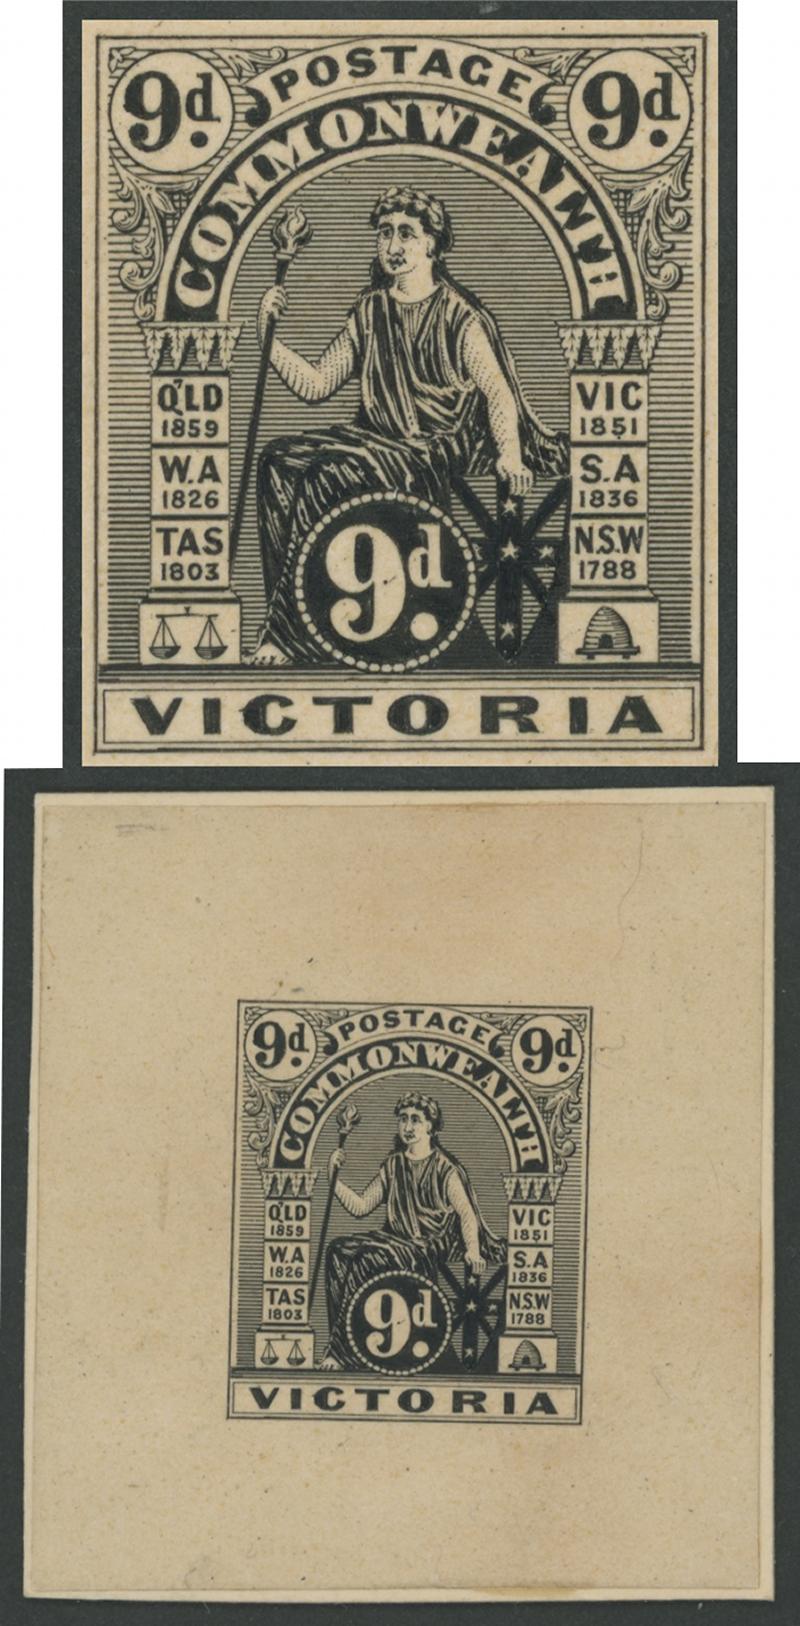 9d. POSTAGE 9d.
COMMONWEALTH
Q'LD
1859
W.A
1826
TAS
1803
VIC
1851
S.A
1836
N.S.W
1788
9d.
VICTORIA
9d. POSTAGE 9d.
COMMONWEALTH
Q'LD
1859
W.A
1826
TAS
1803
VIC
1851
S.A
1836
N.S.W
1788
9d.
VICTORIA